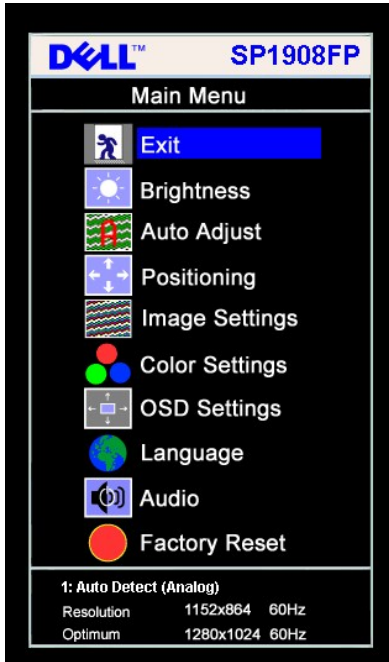 DELL™ SP1908FP
Main Menu
Exit
Brightness
Auto Adjust
Positioning
Image Settings
Color Settings
OSD Settings
Language
Audio
Factory Reset
1: Auto Detect (Analog)
Resolution 1152x864 60Hz
Optimum 1280x1024 60Hz